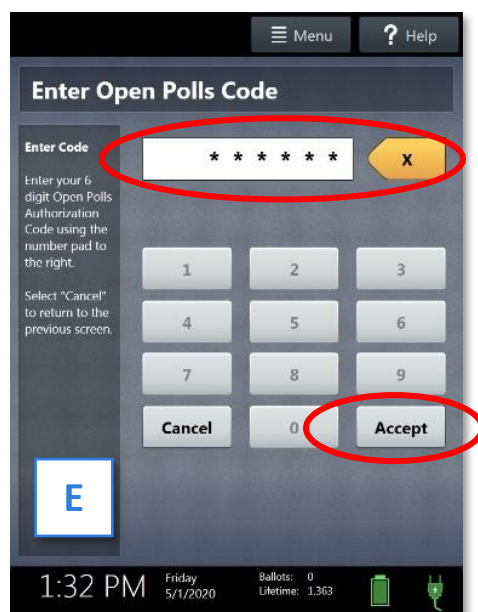 Menu
? Help
Enter Open Polls Code
Enter Code
Enter your 6
digit Open Polls
Authorization
Code using the
number pad to
the right.
Select "Cancel"
to return to the
previous screen.
* * * * * *
X
1 2 3
4 5 6
7 8 9
Cancel 0 Accept
E
1:32 PM
Friday
5/1/2020
Ballots: 0
Lifetime: 1,363